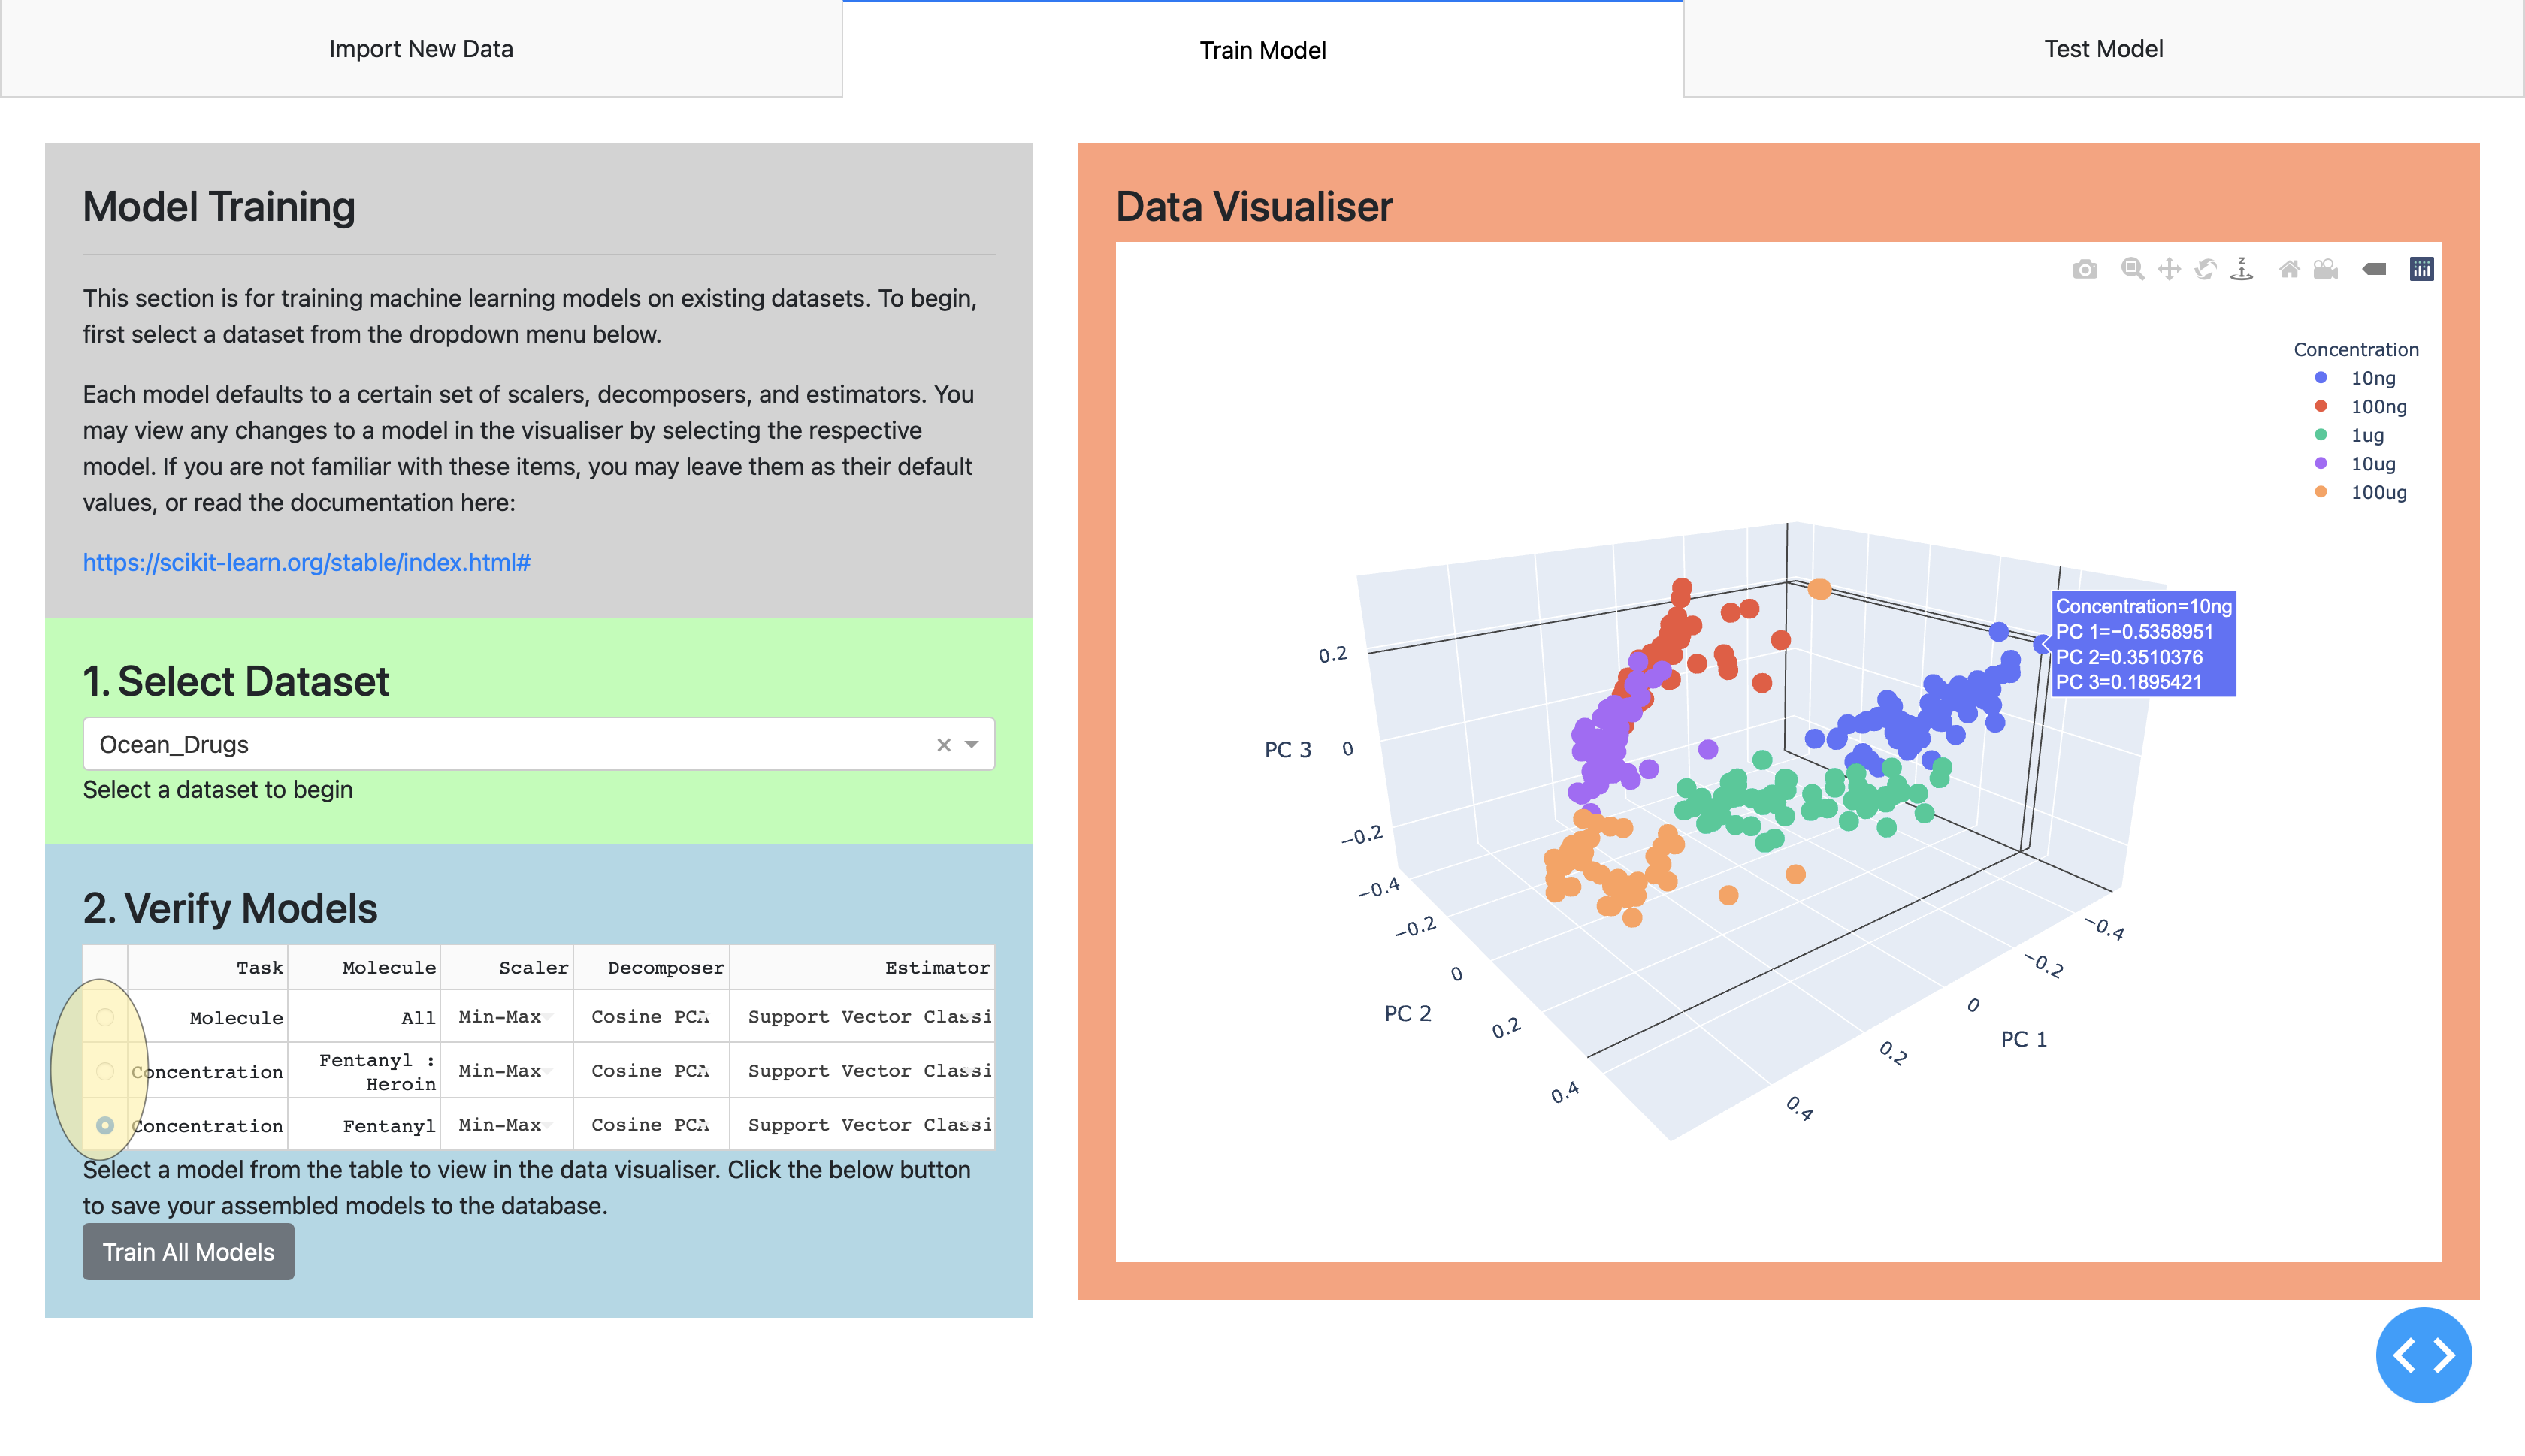 Import New Data
Train Model
Test Model
Model Training
This section is for training machine learning models on existing datasets. To begin,
first select a dataset from the dropdown menu below.
Each model defaults to a certain set of scalers, decomposers, and estimators. You
may view any changes to a model in the visualiser by selecting the respective
model. If you are not familiar with these items, you may leave them as their default
values, or read the documentation here:
https://scikit-learn.org/stable/index.html#
1. Select Dataset
Ocean_Drugs
Select a dataset to begin
2. Verify Models
Task Molecule Scaler Decomposer Estimator
Molecule All Min-Max Cosine PCA Support Vector Classi
Concentration Fentanyl : Heroin Min-Max Cosine PCA Support Vector Classi
Concentration Fentanyl Min-Max Cosine PCA Support Vector Classi
Select a model from the table to view in the data visualiser. Click the below button
to save your assembled models to the database.
Train All Models
Data Visualiser
Z
Concentration
10ng
100ng
1ug
10ug
100ug
Concentration=10ng
PC 1=−0.5358951
PC 2=0.3510376
PC 3=0.1895421
PC 3
0.2
0
−0.2
PC 2
−0.4
−0.2
0
0.2
0.4
PC 1
−0.4
−0.2
0
0.2
0.4